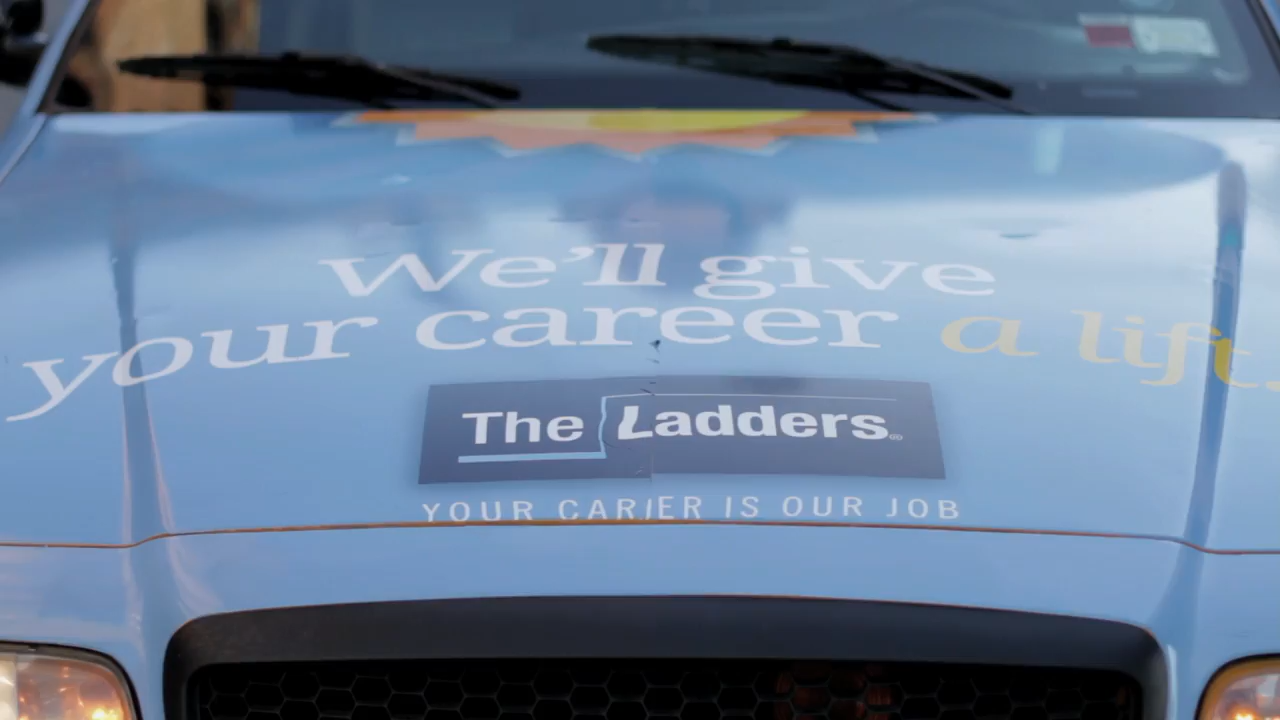 We'll give
your career a lift.
The Ladders®
YOUR CAREER IS OUR JOB